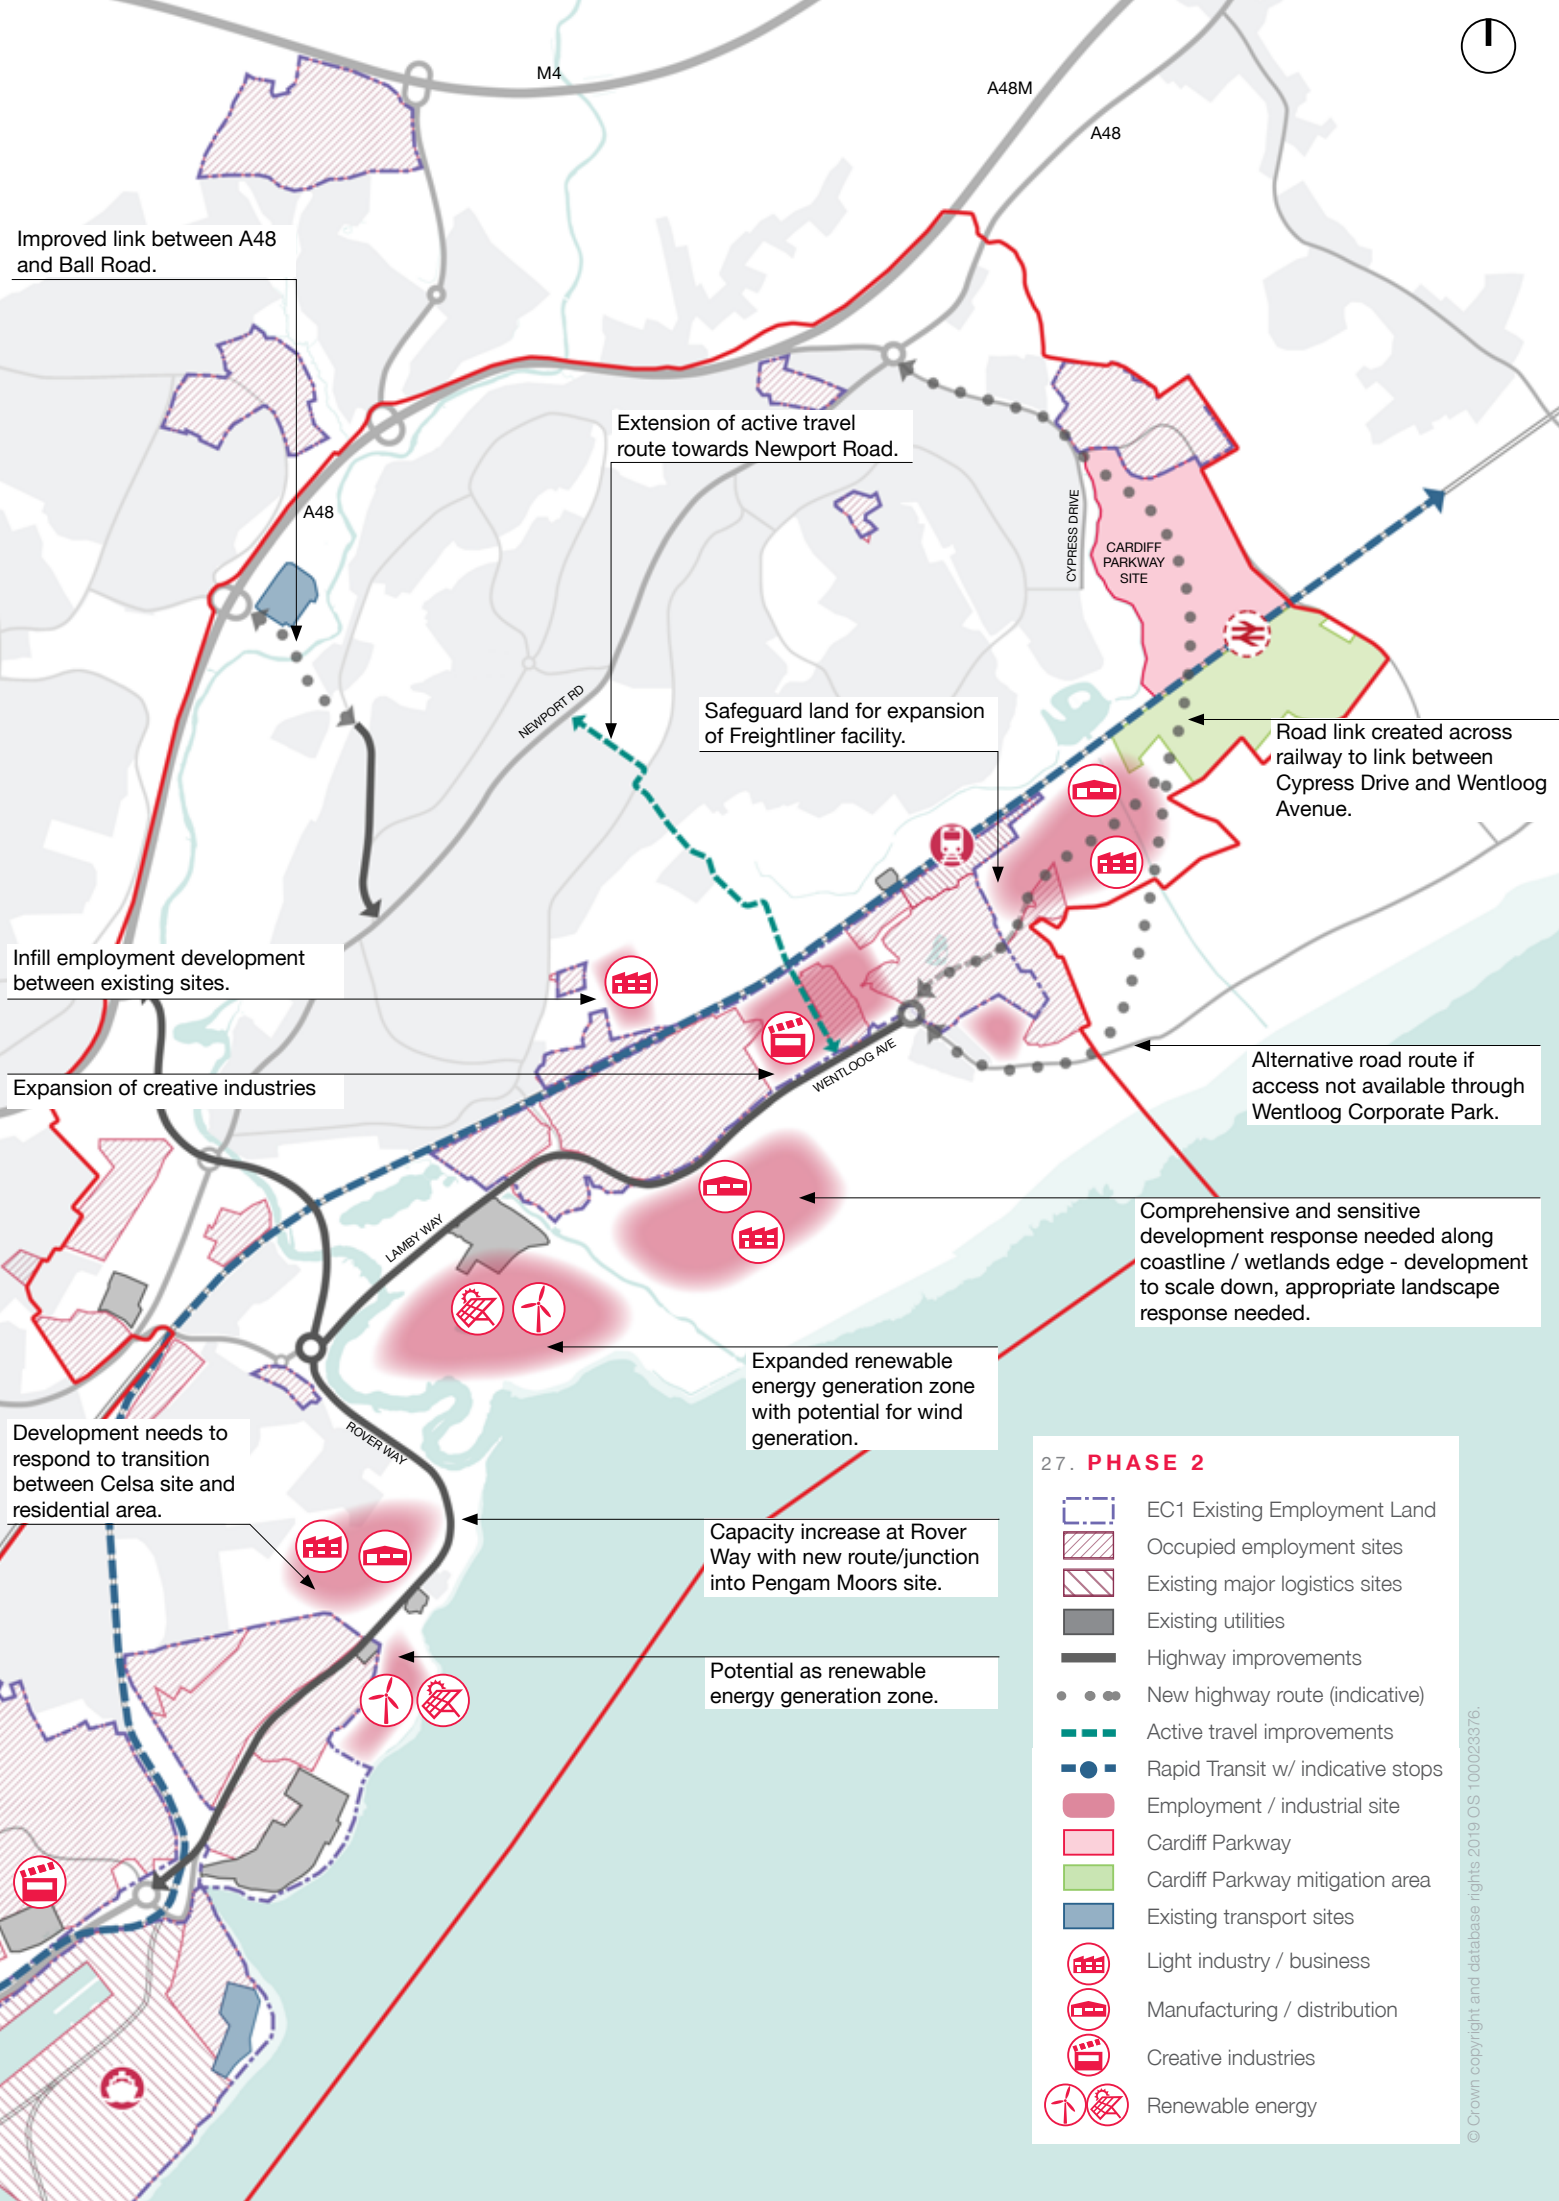 M4
A48M
A48
Improved link between A48
and Ball Road.
Extension of active travel
route towards Newport Road.
A48
CYPRESS DRIVE
CARDIFF
PARKWAY
SITE
NEWPORT RD
Safeguard land for expansion
of Freightliner facility.
Road link created across
railway to link between
Cypress Drive and Wentloog
Avenue.
Infill employment development
between existing sites.
WENTLOOG AVE
Expansion of creative industries
Alternative road route if
access not available through
Wentloog Corporate Park.
LAMBY WAY
Comprehensive and sensitive
development response needed along
coastline / wetlands edge - development
to scale down, appropriate landscape
response needed.
Expanded renewable
energy generation zone
with potential for wind
generation.
ROVER WAY
Development needs to
respond to transition
between Celsa site and
residential area.
Capacity increase at Rover
Way with new route/junction
into Pengam Moors site.
Potential as renewable
energy generation zone.
27. PHASE 2
EC1 Existing Employment Land
Occupied employment sites
Existing major logistics sites
Existing utilities
Highway improvements
New highway route (indicative)
Active travel improvements
Rapid Transit w/ indicative stops
Employment / industrial site
Cardiff Parkway
Cardiff Parkway mitigation area
Existing transport sites
Light industry / business
Manufacturing / distribution
Creative industries
Renewable energy
© Crown copyright and database rights 2019 OS 100023376.